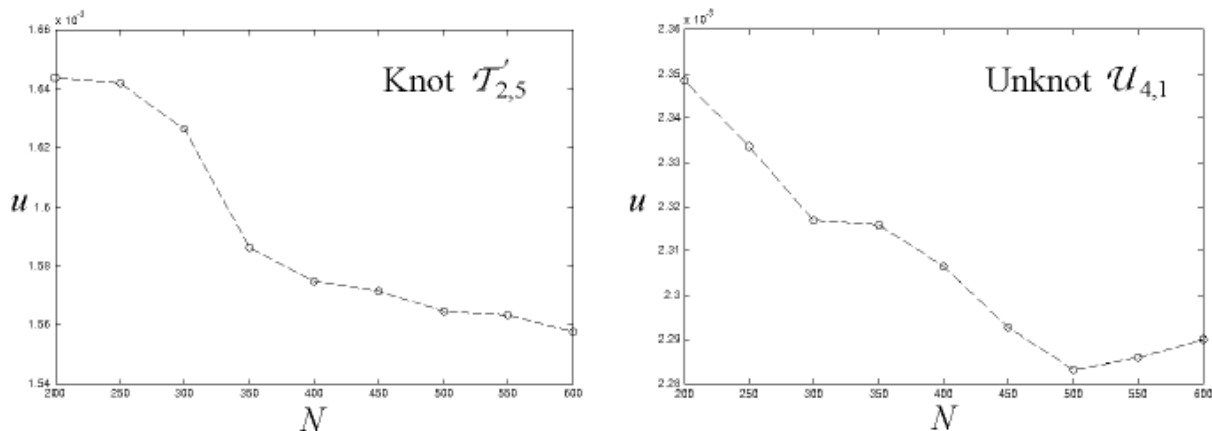 x 10⁻³
1.66
1.64
1.62
1.6
1.58
1.56
1.54
u
Knot 𝒯′₂,₅
200 250 300 350 400 450 500 550 600
N
x 10⁻³
2.36
2.35
2.34
2.33
2.32
2.31
2.3
2.29
2.28
u
Unknot 𝒰₄,₁
200 250 300 350 400 450 500 550 600
N